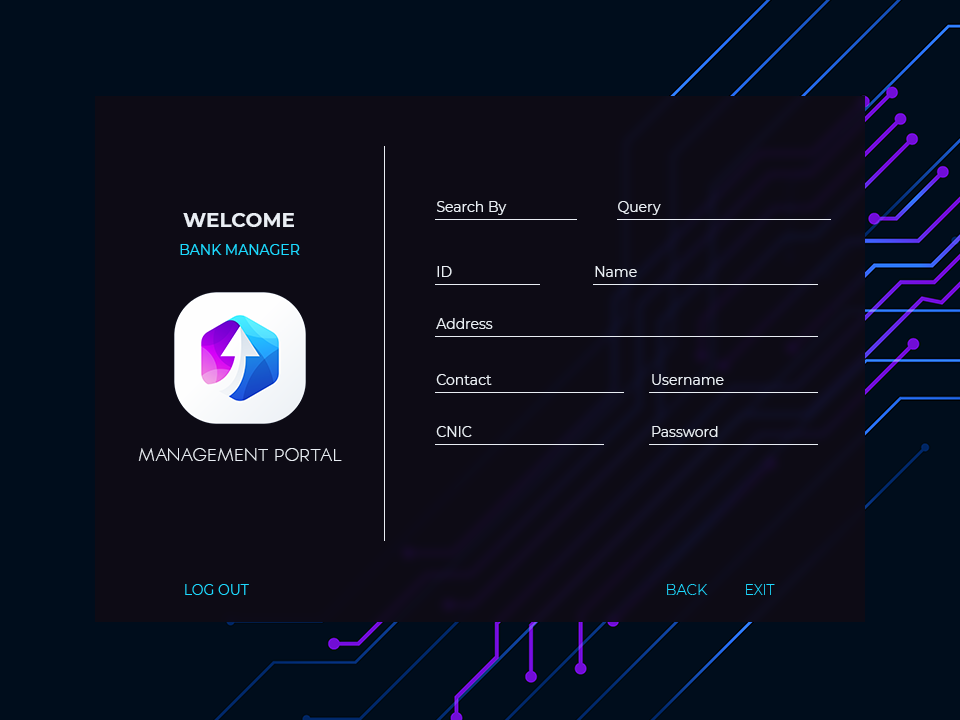 WELCOME
BANK MANAGER
MANAGEMENT PORTAL
LOG OUT
Search By Query
ID Name
Address
Contact Username
CNIC Password
BACK EXIT